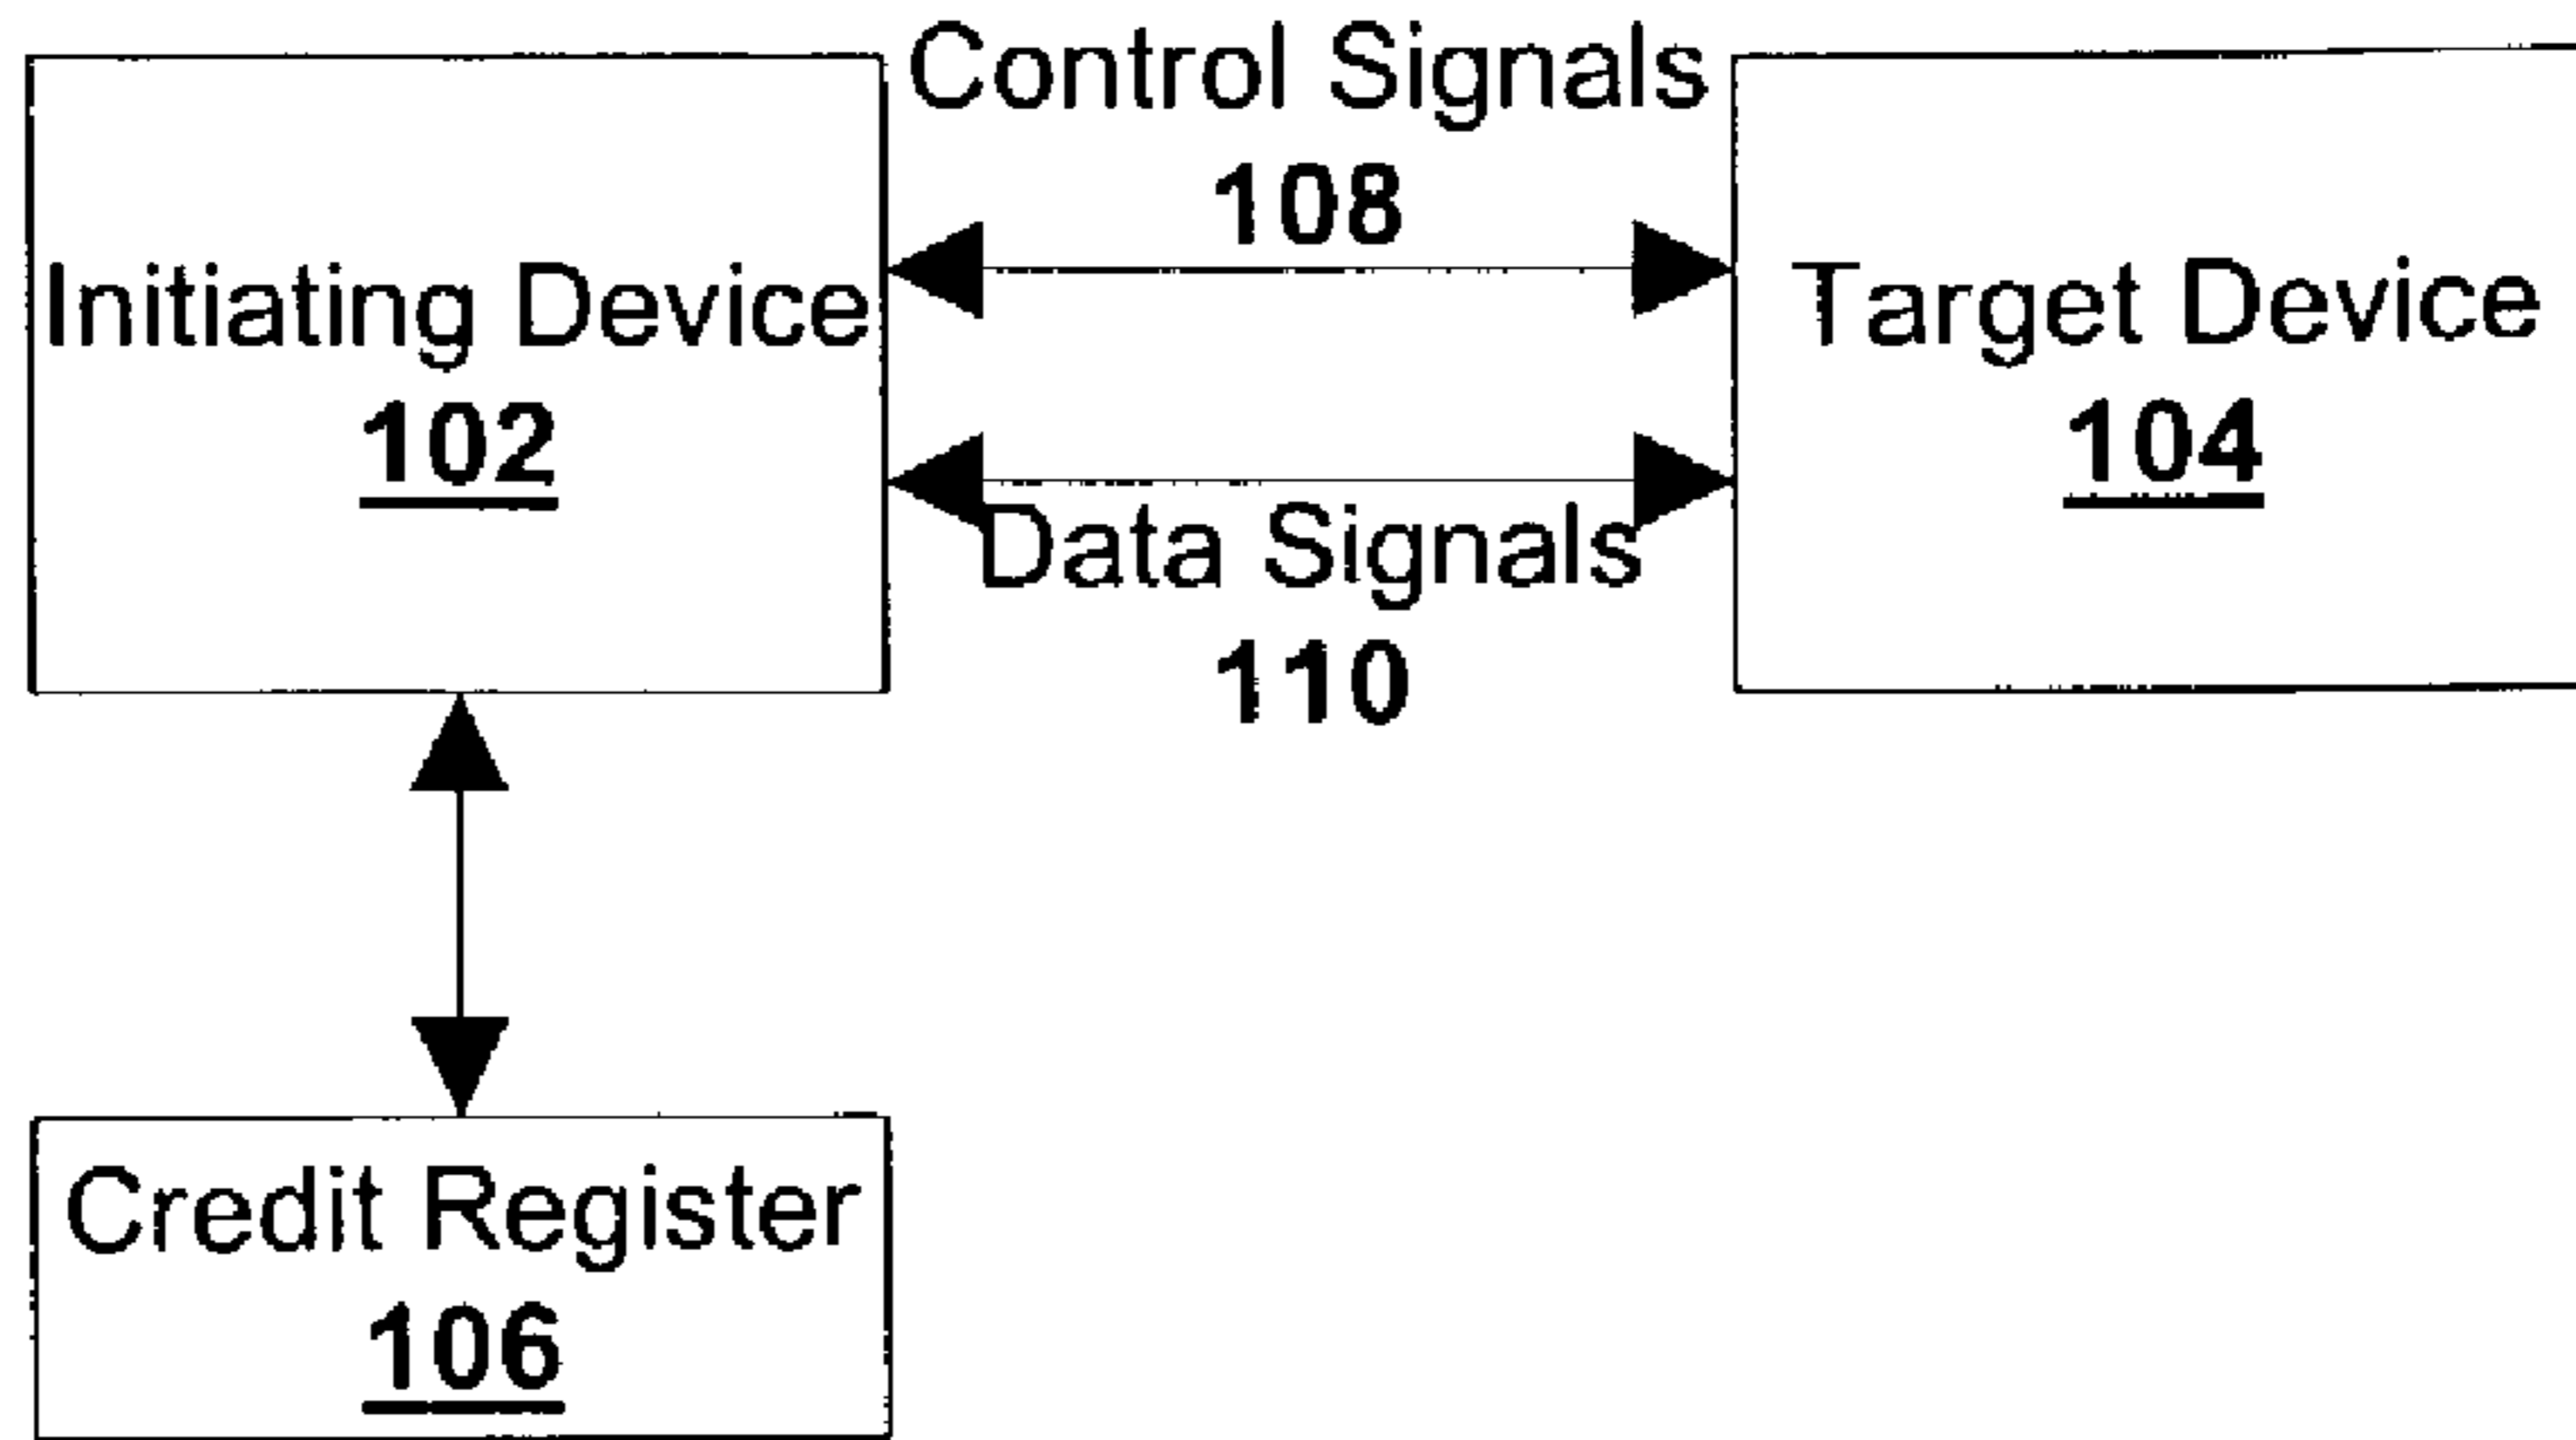 Control Signals
108
Initiating Device
102
Target Device
104
Data Signals
110
Credit Register
106